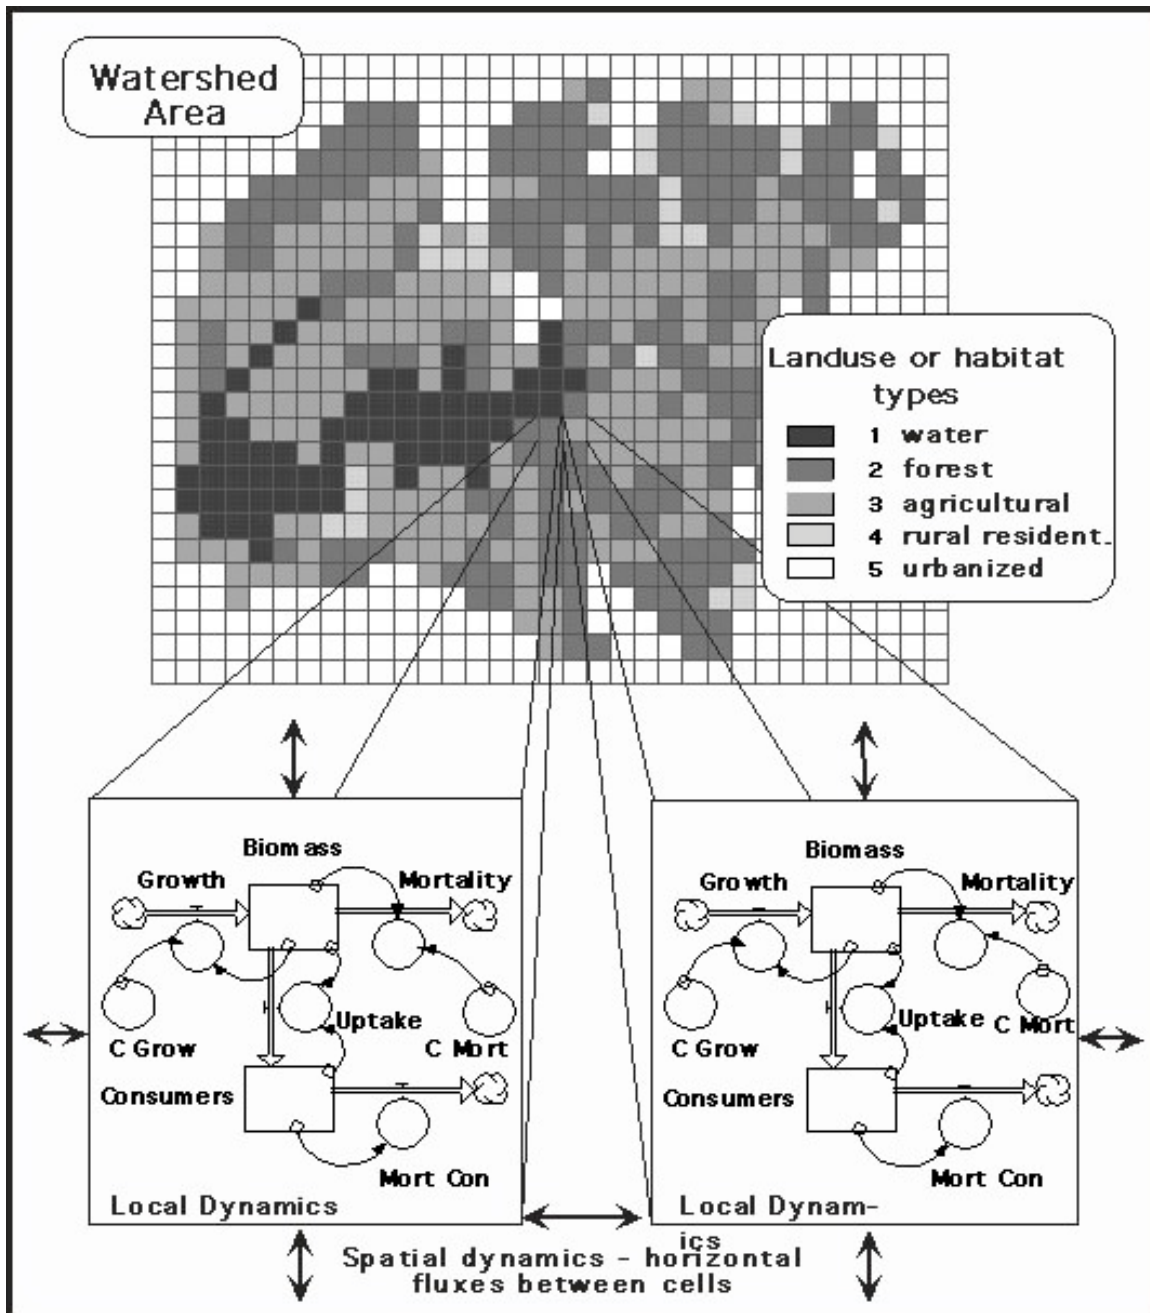 Watershed
Area
Landuse or habitat
types
1 water
2 forest
3 agricultural
4 rural resident.
5 urbanized
Biomass
Growth
Mortality
Uptake
C Grow
C Mort
Consumers
Mort Con
Local Dynamics
Biomass
Growth
Mortality
Uptake
C Mort
C Grow
Consumers
Mort Con
Local Dynam-
ics
Spatial dynamics - horizontal
fluxes between cells